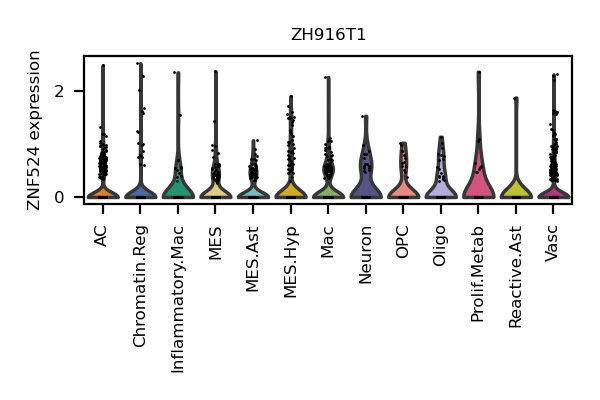 ZH916T1
ZNF524 expression
2
0
AC
Chromatin.Reg
Inflammatory.Mac
MES
MES.Ast
MES.Hyp
Mac
Neuron
OPC
Oligo
Prolif.Metab
Reactive.Ast
Vasc